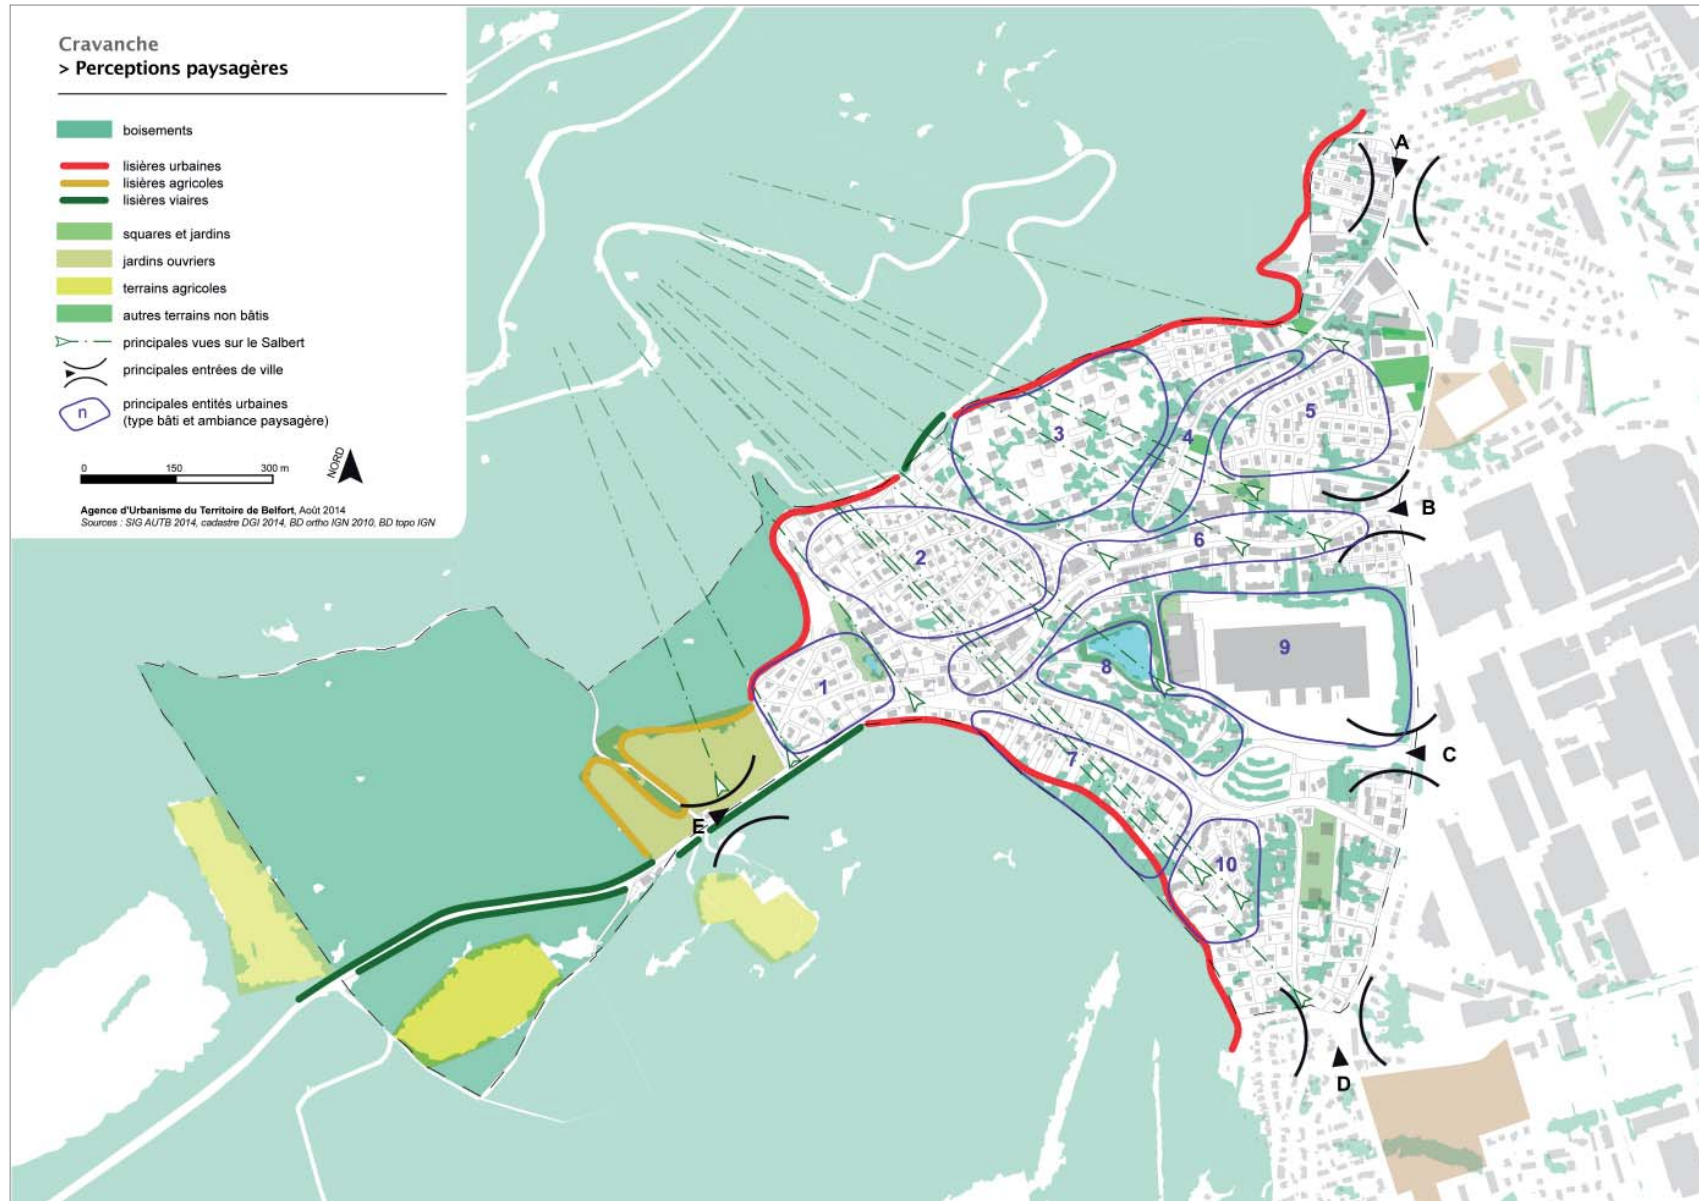 Cravanche
> Perceptions paysagères
boisements
lisières urbaines
lisières agricoles
lisières viaires
squares et jardins
jardins ouvriers
terrains agricoles
autres terrains non bâtis
principales vues sur le Salbert
principales entrées de ville
n
principales entités urbaines
(type bâti et ambiance paysagère)
0 150 300 m
NORD
Agence d'Urbanisme du Territoire de Belfort, Août 2014
Sources : SIG AUTB 2014, cadastre DGI 2014, BD ortho IGN 2010, BD topo IGN
A
5
3
4
B
6
2
9
8
1
C
7
E
10
D